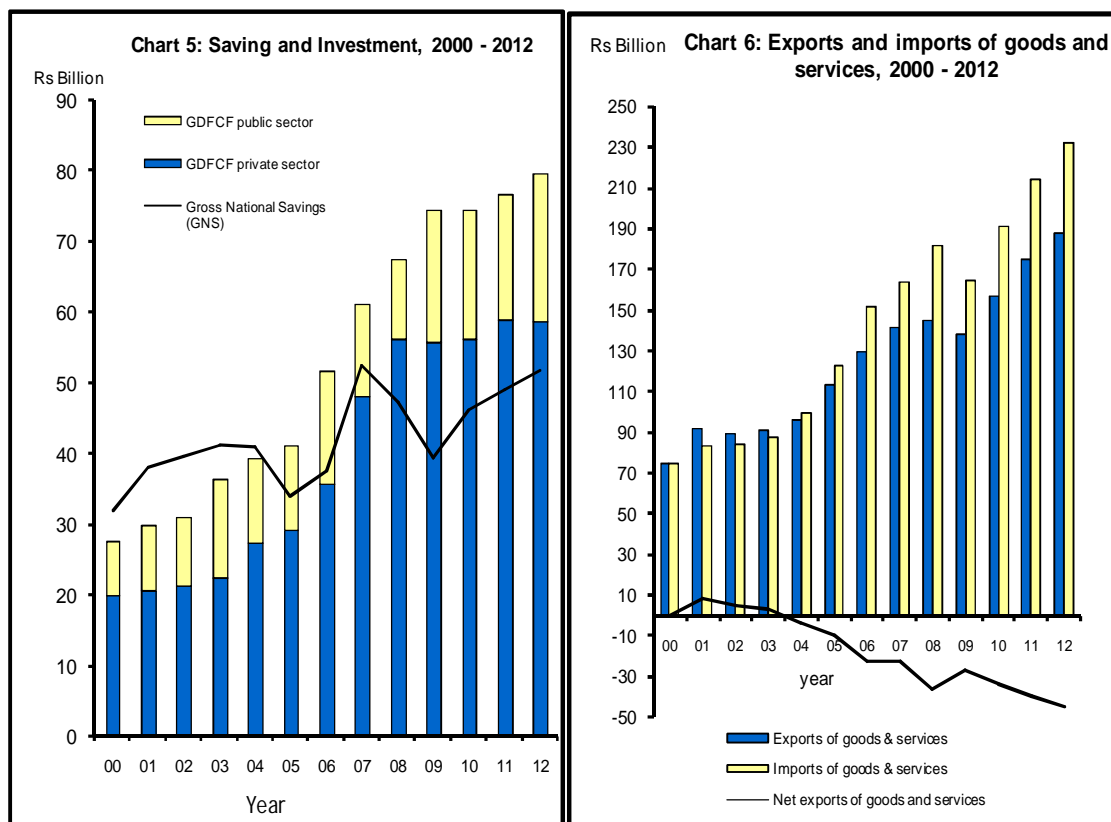 Chart 5: Saving and Investment, 2000 - 2012
Rs Billion
90
80
70
60
50
40
30
20
10
0
GDFCF public sector
GDFCF private sector
Gross National Savings
(GNS)
00 01 02 03 04 05 06 07 08 09 10 11 12
Year
Rs Billion
Chart 6: Exports and imports of goods and
services, 2000 - 2012
250
230
210
190
170
150
130
110
90
70
50
30
10
-10
-30
-50
00 01 02 03 04 05 06 07 08 09 10 11 12
year
Exports of goods & services
Imports of goods & services
Net exports of goods and services